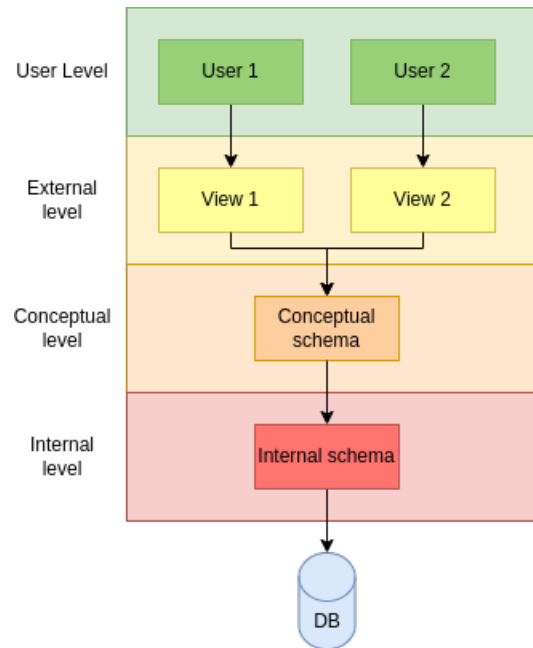 User Level
User 1
User 2
External
level
View 1
View 2
Conceptual
level
Conceptual
schema
Internal
level
Internal schema
DB